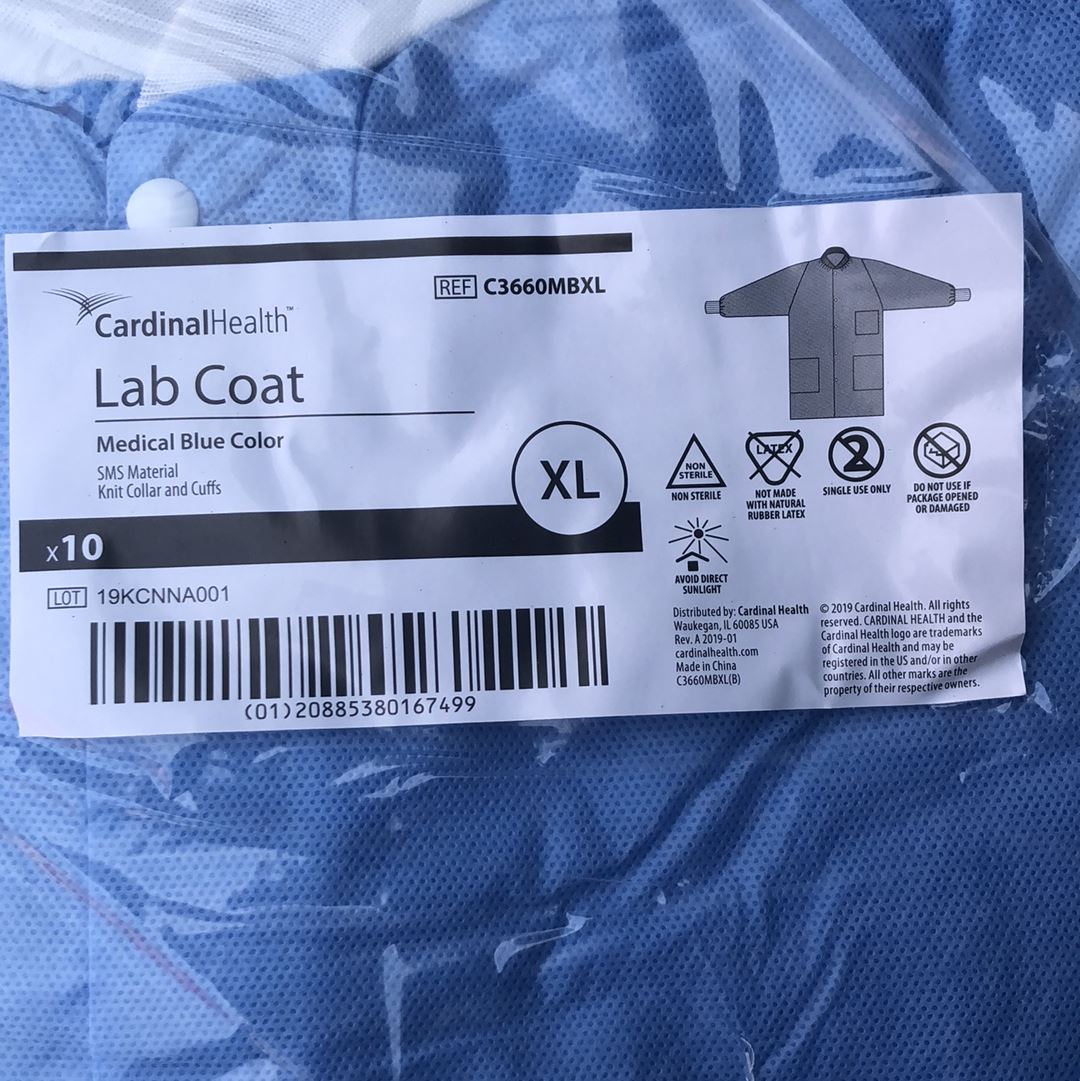 REF C3660MBXL
CardinalHealth™
Lab Coat
Medical Blue Color
SMS Material
Knit Collar and Cuffs
XL
x10
LOT 19KCNNA001
(01)20885380167499
NON
STERILE
NON STERILE
LATEX
NOT MADE
WITH NATURAL
RUBBER LATEX
2
SINGLE USE ONLY
DO NOT USE IF
PACKAGE OPENED
OR DAMAGED
AVOID DIRECT
SUNLIGHT
Distributed by: Cardinal Health
Waukegan, IL 60085 USA
Rev. A 2019-01
cardinalhealth.com
Made in China
C3660MBXL(B)
© 2019 Cardinal Health. All rights
reserved. CARDINAL HEALTH and the
Cardinal Health logo are trademarks
of Cardinal Health and may be
registered in the US and/or in other
countries. All other marks are the
property of their respective owners.